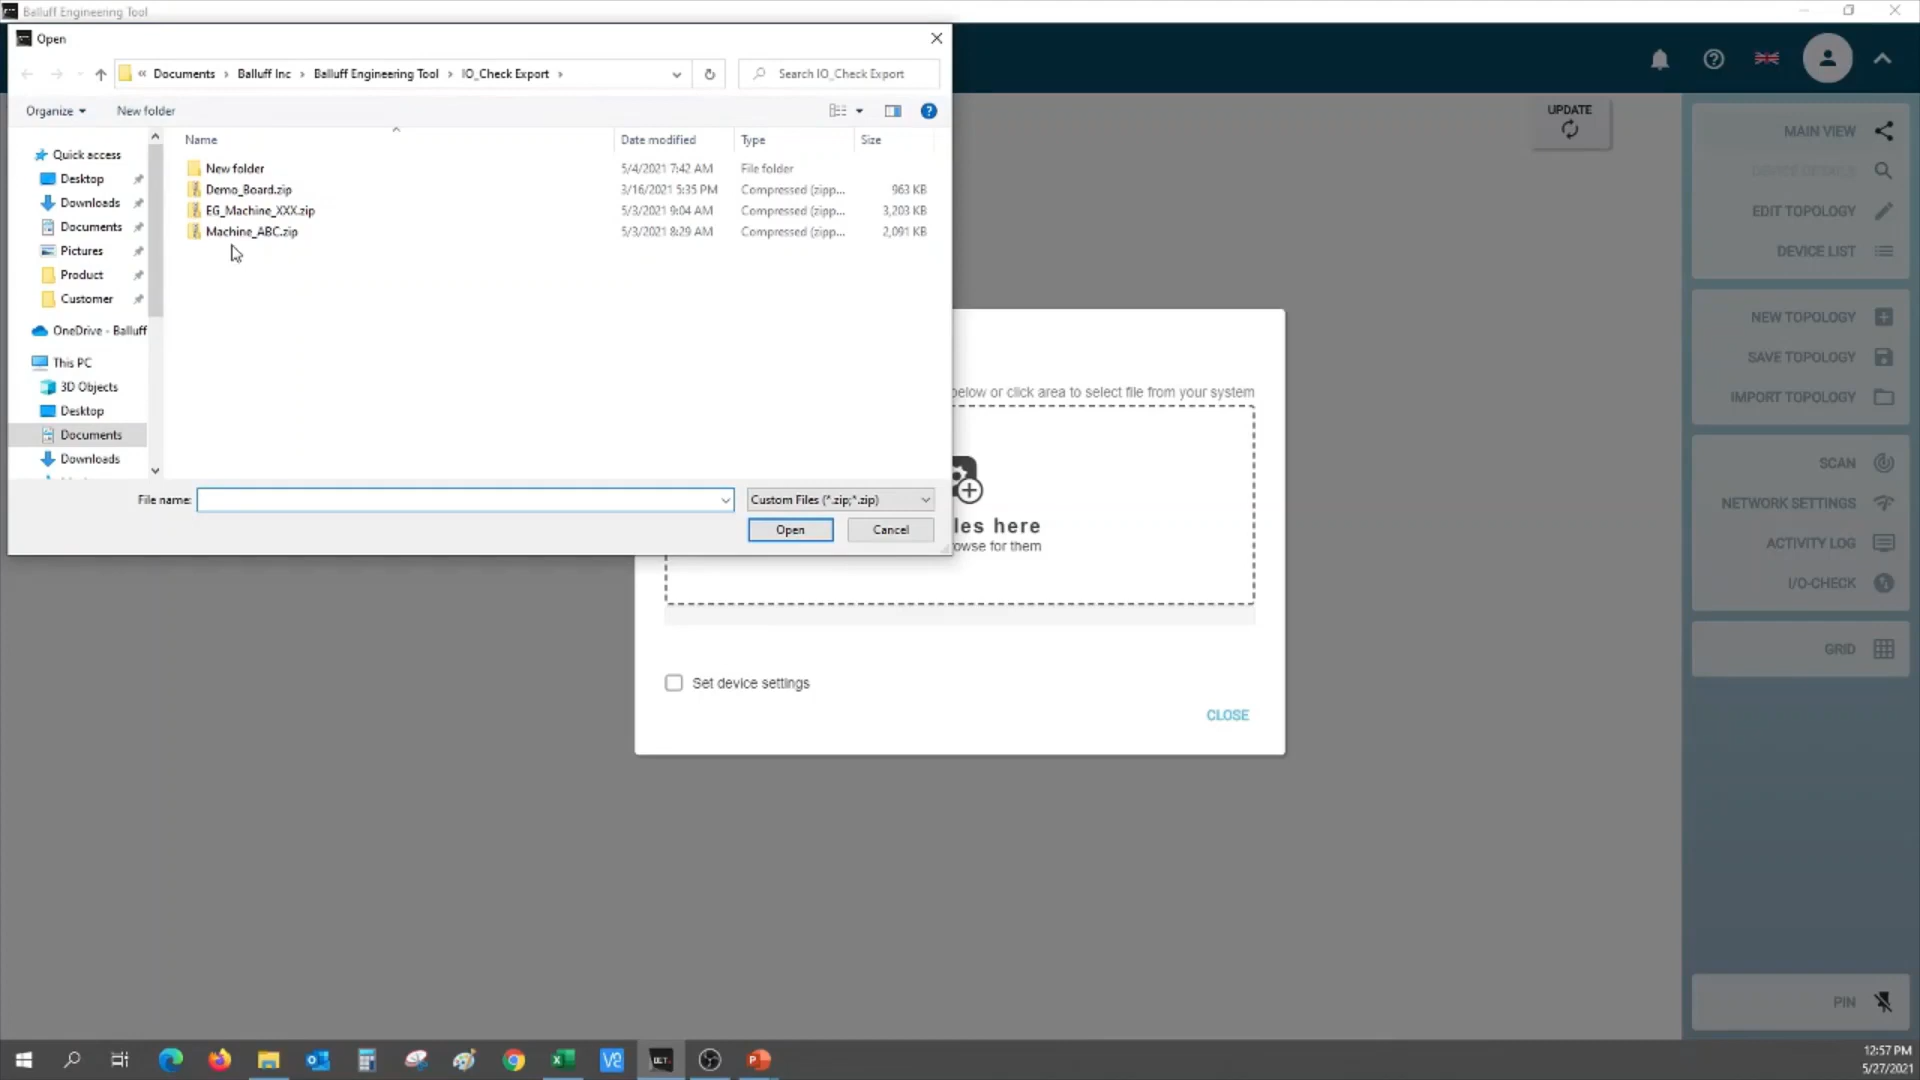 Balluff Engineering Tool
Open
« Documents › Balluff Inc › Balluff Engineering Tool › IO_Check Export ›
Search IO_Check Export
Organize
New folder
Name
Date modified
Type
Size
New folder 5/4/2021 7:42 AM File folder
Demo_Board.zip 3/16/2021 5:35 PM Compressed (zipp... 963 KB
EG_Machine_XXX.zip 5/3/2021 9:04 AM Compressed (zipp... 3,203 KB
Machine_ABC.zip 5/3/2021 8:29 AM Compressed (zipp... 2,091 KB
Quick access
Desktop
Downloads
Documents
Pictures
Product
Customer
OneDrive - Balluff
This PC
3D Objects
Desktop
Documents
Downloads
File name:
Custom Files (*.zip;*.zip)
Open
Cancel
below or click area to select file from your system
les here
owse for them
Set device settings
CLOSE
UPDATE
MAIN VIEW
DEVICE DETAILS
EDIT TOPOLOGY
DEVICE LIST
NEW TOPOLOGY
SAVE TOPOLOGY
IMPORT TOPOLOGY
SCAN
NETWORK SETTINGS
ACTIVITY LOG
I/O-CHECK
GRID
PIN
12:57 PM
5/27/2021